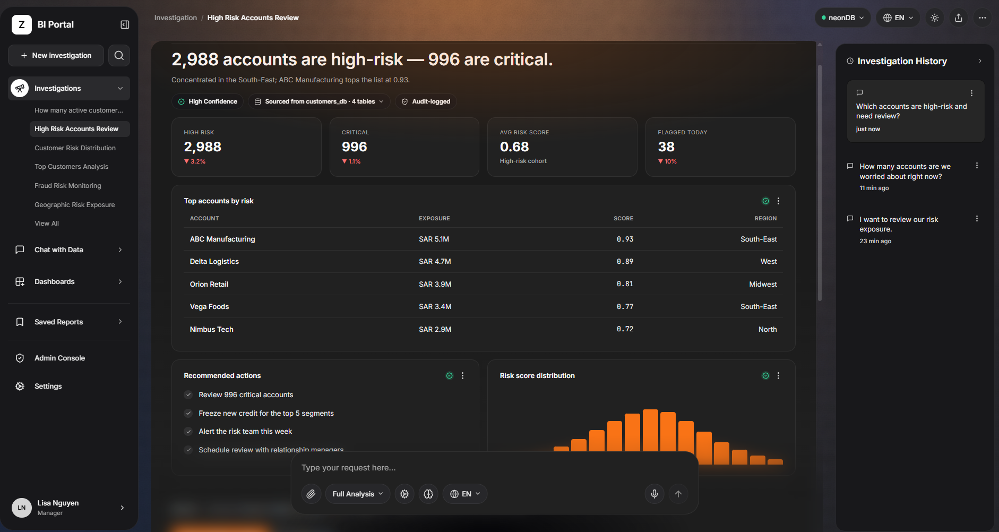 Z BI Portal
New investigation
Investigations
How many active customer...
High Risk Accounts Review
Customer Risk Distribution
Top Customers Analysis
Fraud Risk Monitoring
Geographic Risk Exposure
View All
Chat with Data
Dashboards
Saved Reports
Admin Console
Settings
LN Lisa Nguyen
Manager
Investigation / High Risk Accounts Review
neonDB EN
2,988 accounts are high-risk — 996 are critical.
Concentrated in the South-East; ABC Manufacturing tops the list at 0.93.
High Confidence Sourced from customers_db · 4 tables Audit-logged
HIGH RISK
2,988
▼ 3.2%
CRITICAL
996
▼ 1.1%
AVG RISK SCORE
0.68
High-risk cohort
FLAGGED TODAY
38
▼ 10%
Top accounts by risk
ACCOUNT EXPOSURE SCORE REGION
ABC Manufacturing SAR 5.1M 0.93 South-East
Delta Logistics SAR 4.7M 0.89 West
Orion Retail SAR 3.9M 0.81 Midwest
Vega Foods SAR 3.4M 0.77 South-East
Nimbus Tech SAR 2.9M 0.72 North
Recommended actions
Review 996 critical accounts
Freeze new credit for the top 5 segments
Alert the risk team this week
Schedule review with relationship managers
Risk score distribution
Type your request here...
Full Analysis EN
Investigation History
Which accounts are high-risk and
need review?
just now
How many accounts are we
worried about right now?
11 min ago
I want to review our risk
exposure.
23 min ago